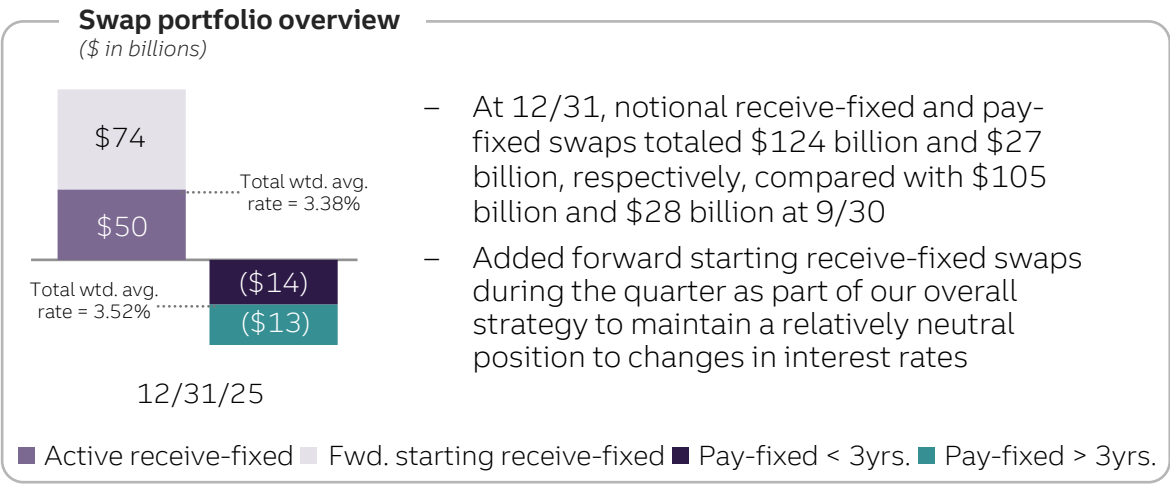 Swap portfolio overview
($ in billions)
$74
Total wtd. avg.
rate = 3.38%
$50
Total wtd. avg.
rate = 3.52%
($14)
($13)
12/31/25
– At 12/31, notional receive-fixed and pay-
fixed swaps totaled $124 billion and $27
billion, respectively, compared with $105
billion and $28 billion at 9/30
– Added forward starting receive-fixed swaps
during the quarter as part of our overall
strategy to maintain a relatively neutral
position to changes in interest rates
Active receive-fixed Fwd. starting receive-fixed Pay-fixed < 3yrs. Pay-fixed > 3yrs.